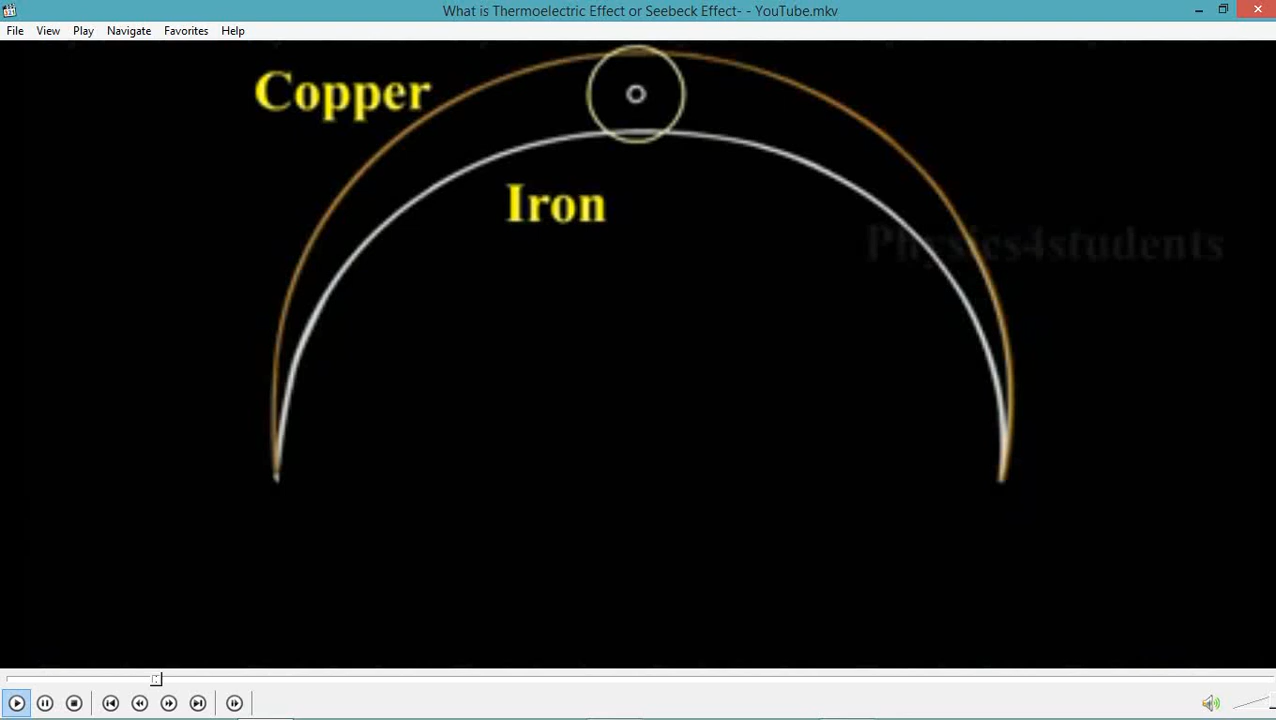 What is Thermoelectric Effect or Seebeck Effect- - YouTube.mkv
File View Play Navigate Favorites Help
Copper
Iron
Physics4students